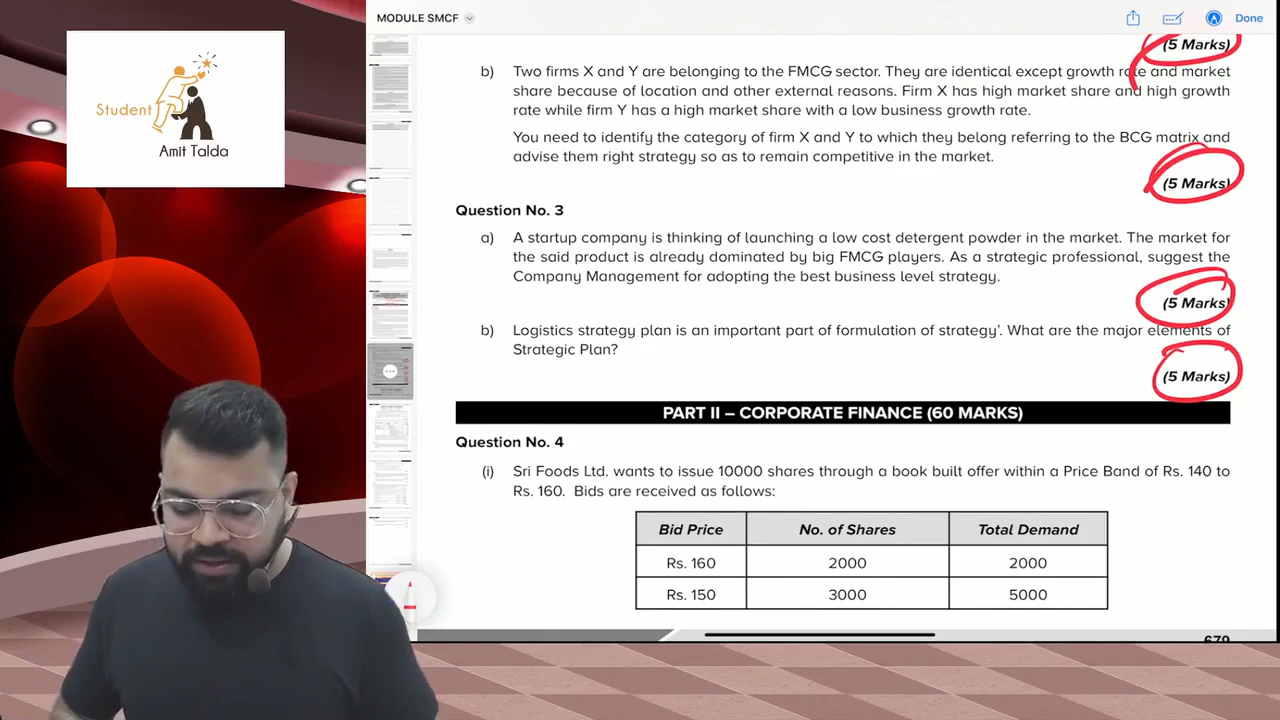 MODULE SMCF
Done
Student
Amit Talda
(5 Marks)
b) Two firms X and Y are belonging to the FMCG sector. They are identical except growth rate and market
share because of location and other external reasons. Firm X has high market share and high growth
rate and firm Y has high market share but has low business growth rate.
You need to identify the category of firm X and Y to which they belong referring to the BCG matrix and
advise them right strategy so as to remain competitive in the market.
(5 Marks)
Question No. 3
a) A startup company is thinking of launching a low cost detergent powder in the market. The market for
the said product is already dominated by big FMCG players. As a strategic professional, suggest the
Company Management for adopting the best business level strategy.
(5 Marks)
b) Logistics strategy plan is an important part of formulation of strategy'. What are the major elements of
Strategic Plan?
(5 Marks)
PART II – CORPORATE FINANCE (60 MARKS)
Question No. 4
(i) Sri Ltd. wants to issue shares through a book built offer within a Price band of Rs. 140 to
Rs. 160. Bids are received as follows:
Bid Price No. of Shares Total Demand
Rs. 160 2000 2000
Rs. 150 3000 5000
679